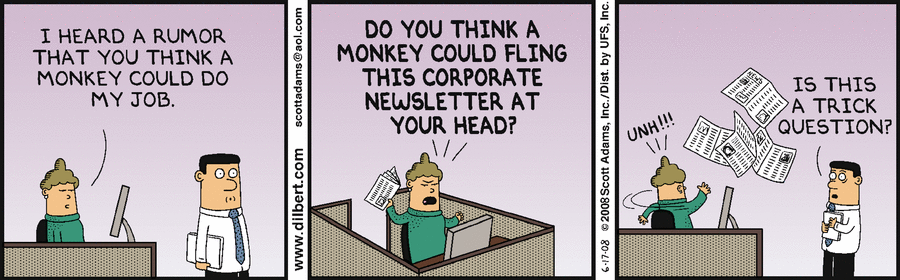 I HEARD A RUMOR
THAT YOU THINK A
MONKEY COULD DO
MY JOB.
www.dilbert.com scottadams@aol.com
DO YOU THINK A
MONKEY COULD FLING
THIS CORPORATE
NEWSLETTER AT
YOUR HEAD?
6-17-08 © 2008 Scott Adams, Inc./Dist. by UFS, Inc.
UNH!!!
NEWS
IS THIS
A TRICK
QUESTION?